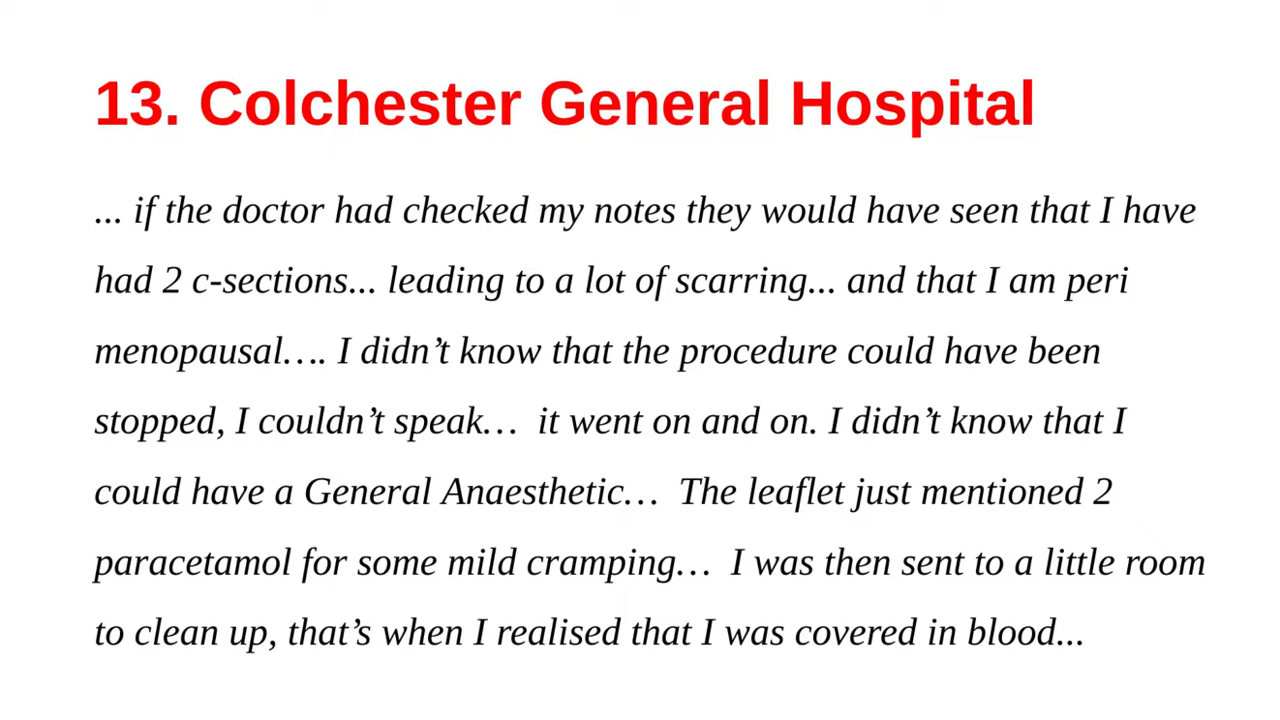 13. Colchester General Hospital
... if the doctor had checked my notes they would have seen that I have
had 2 c-sections... leading to a lot of scarring... and that I am peri
menopausal…. I didn’t know that the procedure could have been
stopped, I couldn’t speak…  it went on and on. I didn’t know that I
could have a General Anaesthetic…  The leaflet just mentioned 2
paracetamol for some mild cramping…  I was then sent to a little room
to clean up, that’s when I realised that I was covered in blood...